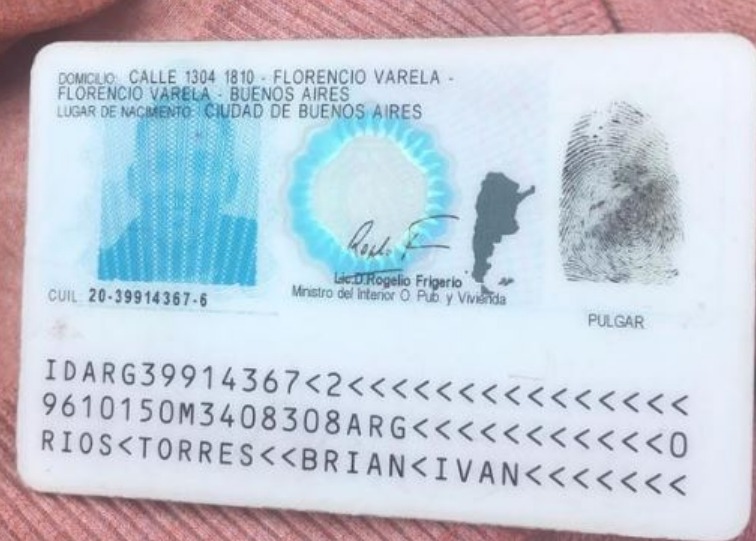 DOMICILIO: CALLE 1304 1810 - FLORENCIO VARELA -
FLORENCIO VARELA - BUENOS AIRES
LUGAR DE NACIMIENTO: CIUDAD DE BUENOS AIRES
Lic.D.Rogelio Frigerio
Ministro del Interior O. Pub. y Vivienda
CUIL: 20-39914367-6
PULGAR
IDARG39914367<2<<<<<<<<<<<<<<<
9610150M3408308ARG<<<<<<<<<<<0
RIOS<TORRES<<BRIAN<IVAN<<<<<<<